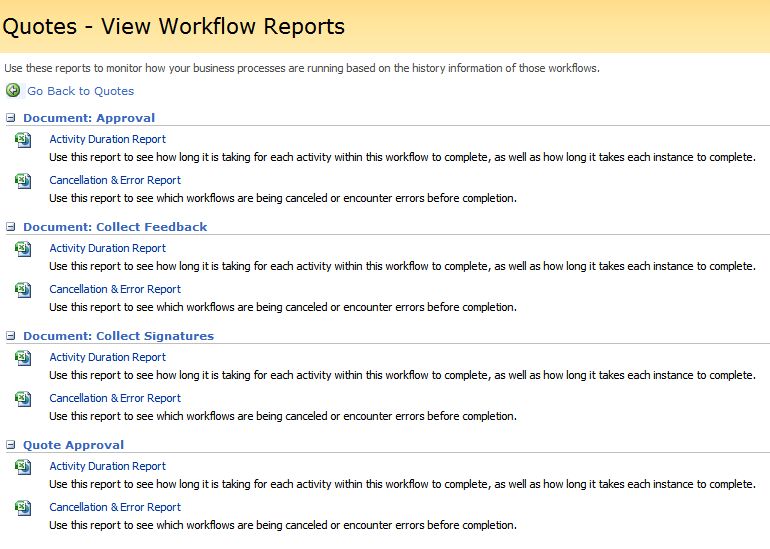 Quotes - View Workflow Reports
Use these reports to monitor how your business processes are running based on the history information of those workflows.
Go Back to Quotes
Document: Approval
Activity Duration Report
Use this report to see how long it is taking for each activity within this workflow to complete, as well as how long it takes each instance to complete.
Cancellation & Error Report
Use this report to see which workflows are being canceled or encounter errors before completion.
Document: Collect Feedback
Activity Duration Report
Use this report to see how long it is taking for each activity within this workflow to complete, as well as how long it takes each instance to complete.
Cancellation & Error Report
Use this report to see which workflows are being canceled or encounter errors before completion.
Document: Collect Signatures
Activity Duration Report
Use this report to see how long it is taking for each activity within this workflow to complete, as well as how long it takes each instance to complete.
Cancellation & Error Report
Use this report to see which workflows are being canceled or encounter errors before completion.
Quote Approval
Activity Duration Report
Use this report to see how long it is taking for each activity within this workflow to complete, as well as how long it takes each instance to complete.
Cancellation & Error Report
Use this report to see which workflows are being canceled or encounter errors before completion.